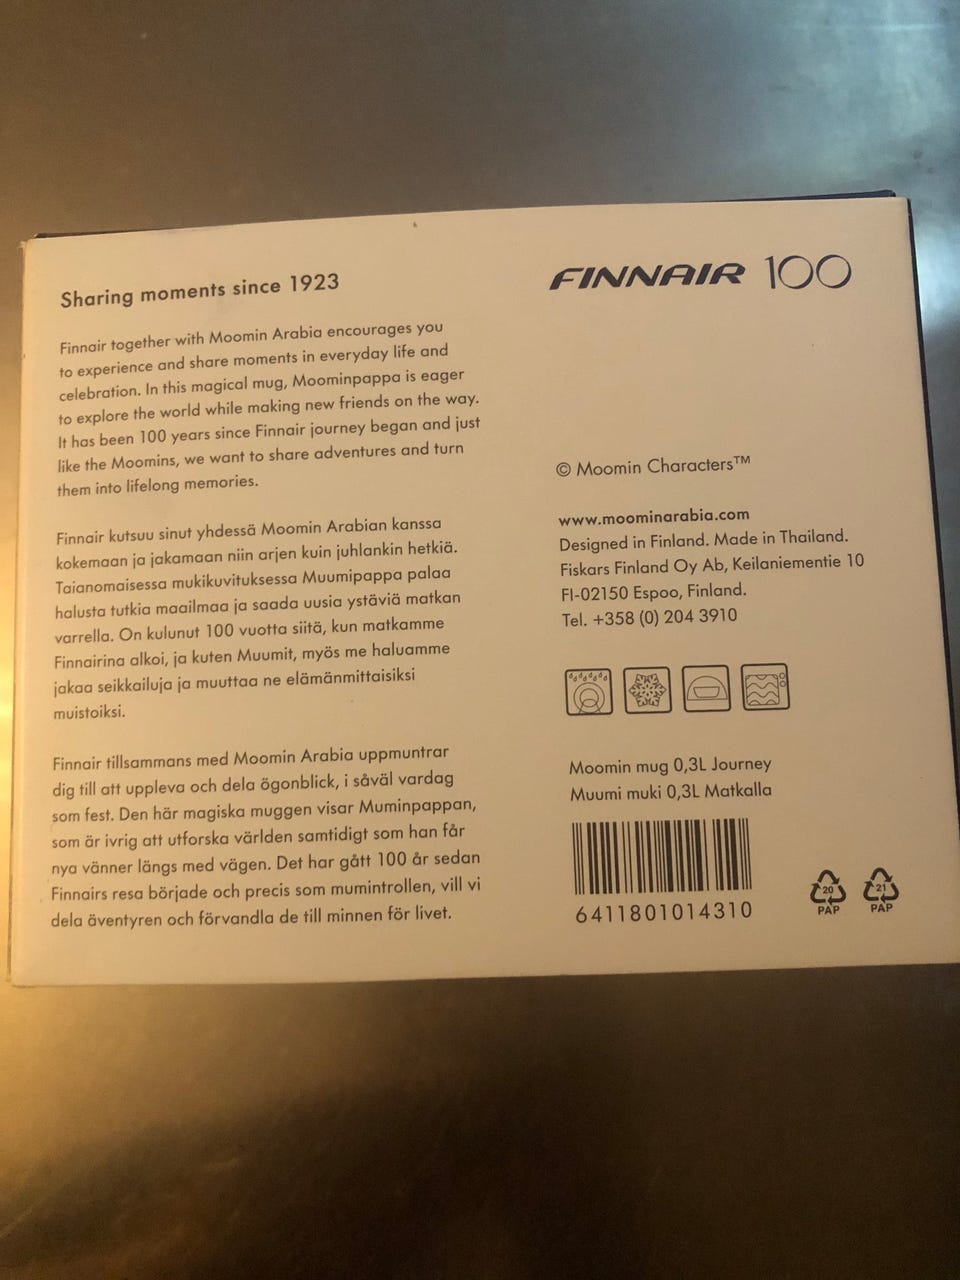 Sharing moments since 1923
Finnair together with Moomin Arabia encourages you
to experience and share moments in everyday life and
celebration. In this magical mug, Moominpappa is eager
to explore the world while making new friends on the way.
It has been 100 years since Finnair journey began and just
like the Moomins, we want to share adventures and turn
them into lifelong memories.
Finnair kutsuu sinut yhdessä Moomin Arabian kanssa
kokemaan ja jakamaan niin arjen kuin juhlankin hetkiä.
Taianomaisessa mukikuvituksessa Muumipappa palaa
halusta tutkia maailmaa ja saada uusia ystäviä matkan
varrella. On kulunut 100 vuotta siitä, kun matkamme
Finnairina alkoi, ja kuten Muumit, myös me haluamme
jakaa seikkailuja ja muuttaa ne elämänmittaisiksi
muistoiksi.
Finnair tillsammans med Moomin Arabia uppmuntrar
dig till att uppleva och dela ögonblick, i såväl vardag
som fest. Den här magiska muggen visar Muminpappan,
som är ivrig att utforska världen samtidigt som han får
nya vänner längs med vägen. Det har gått 100 år sedan
Finnairs resa började och precis som mumintrollen, vill vi
dela äventyren och förvandla de till minnen för livet.
FINNAIR 100
© Moomin Characters™
www.moominarabia.com
Designed in Finland. Made in Thailand.
Fiskars Finland Oy Ab, Keilaniementie 10
FI-02150 Espoo, Finland.
Tel. +358 (0) 204 3910
Moomin mug 0,3L Journey
Muumi muki 0,3L Matkalla
6411801014310
20
PAP
21
PAP